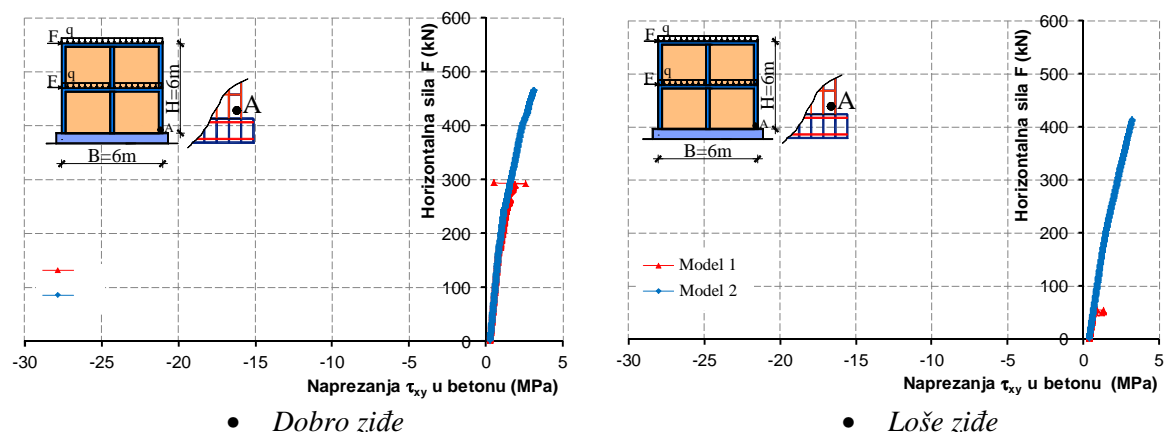 600
500
400
300
200
100
0
Horizontalna sila F (kN)
F q
F q
H=6m
A
B=6m
A
-30 -25 -20 -15 -10 -5 0 5
Naprezanja τxy u betonu (MPa)
• Dobro ziđe
600
500
400
300
200
100
0
Horizontalna sila F (kN)
F q
F q
H=6m
A
B=6m
A
Model 1
Model 2
-30 -25 -20 -15 -10 -5 0 5
Naprezanja τxy u betonu (MPa)
• Loše ziđe